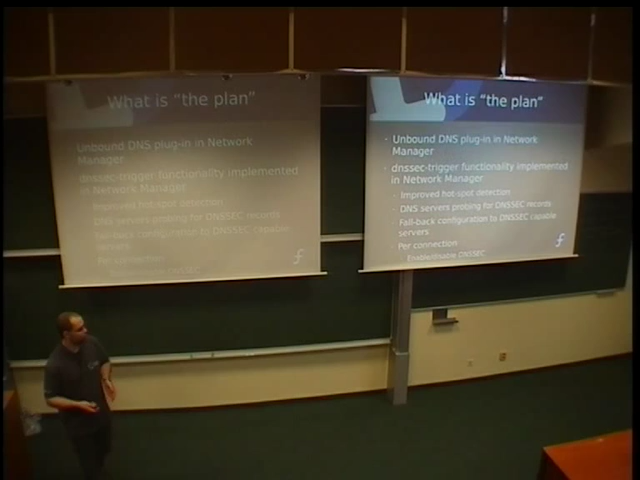 What is "the plan"
Unbound DNS plug-in in Network
Manager
dnssec-trigger functionality implemented
in Network Manager
Improved hot-spot detection
DNS servers probing for DNSSEC records
Fall-back configuration to DNSSEC capable
servers
Per connection
Enable/disable DNSSEC
What is "the plan"
Unbound DNS plug-in in Network
Manager
dnssec-trigger functionality implemented
in Network Manager
Improved hot-spot detection
DNS servers probing for DNSSEC records
Fall-back configuration to DNSSEC capable
servers
Per connection
Enable/disable DNSSEC